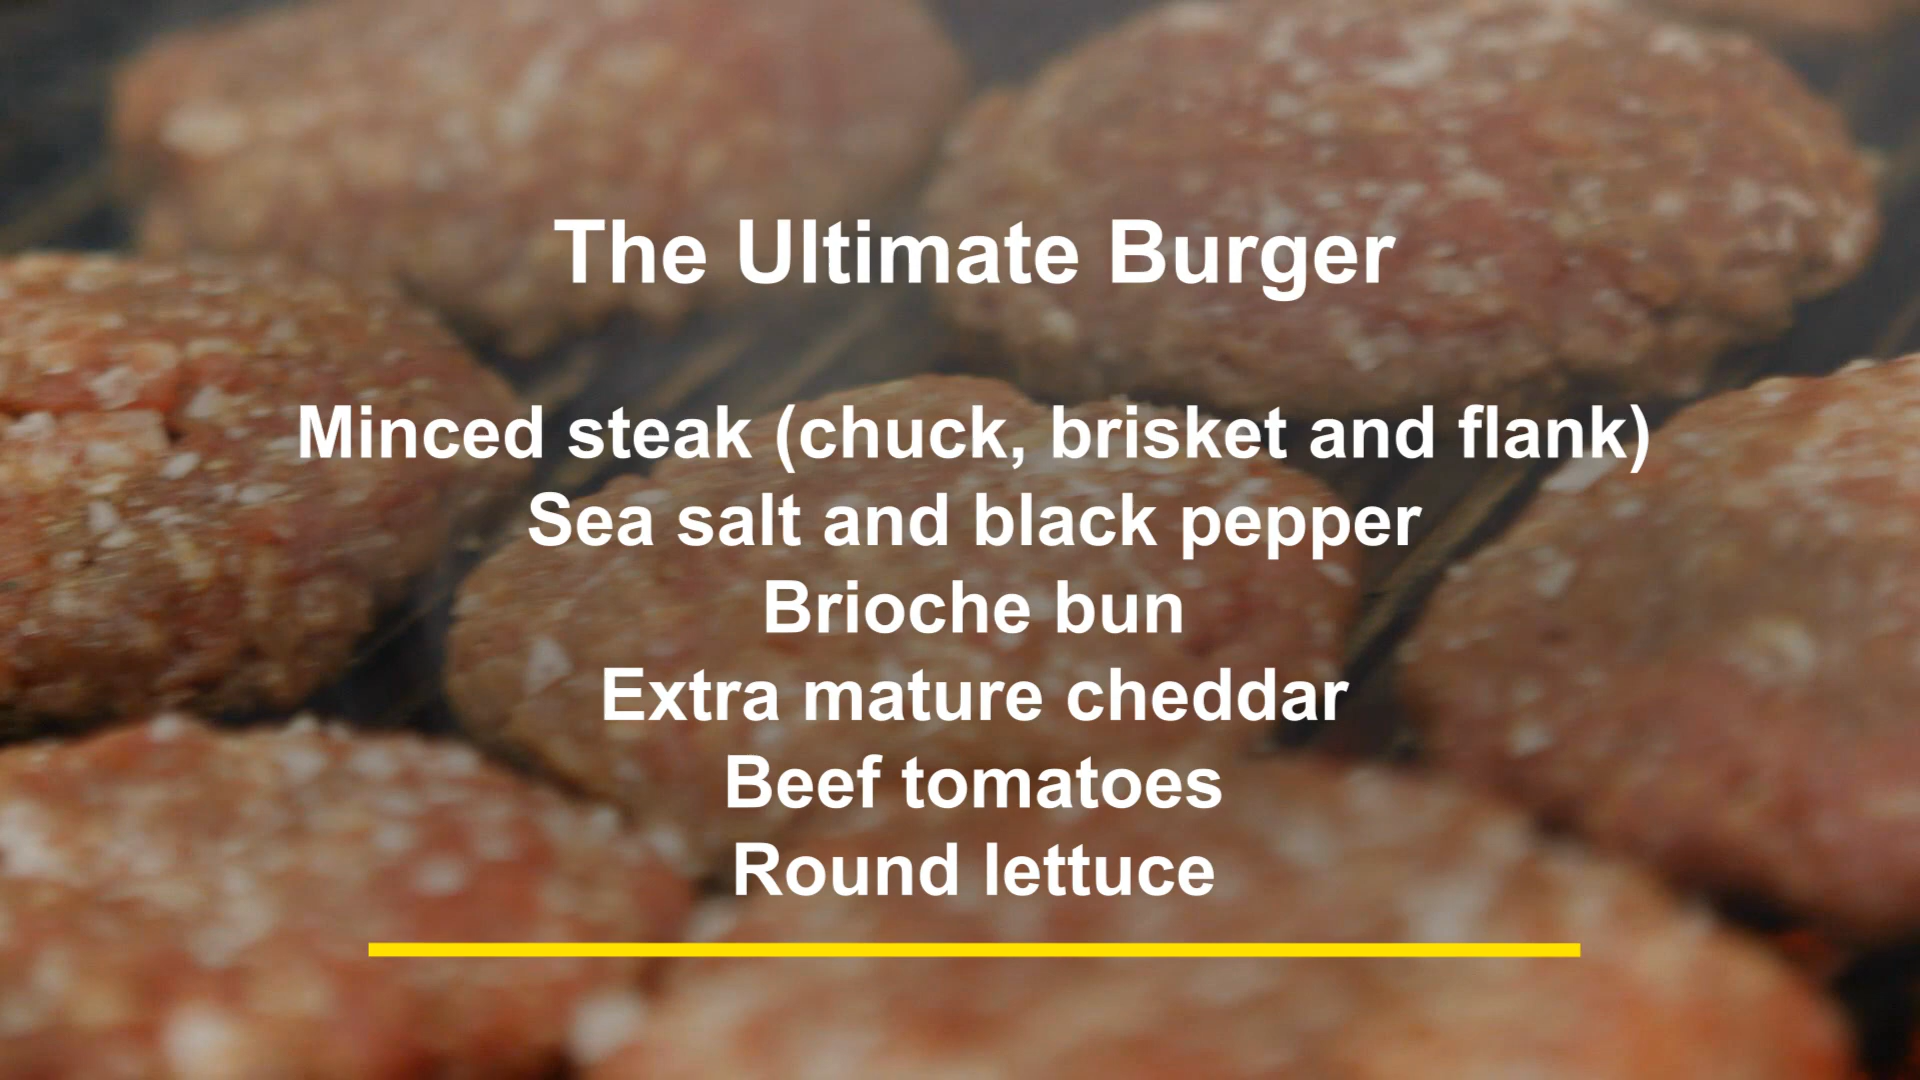 The Ultimate Burger
Minced steak (chuck, brisket and flank)
Sea salt and black pepper
Brioche bun
Extra mature cheddar
Beef tomatoes
Round lettuce